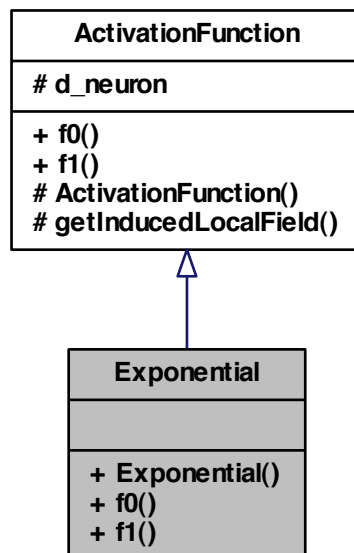 ActivationFunction
# d_neuron
+ f0()
+ f1()
# ActivationFunction()
# getInducedLocalField()
Exponential
+ Exponential()
+ f0()
+ f1()